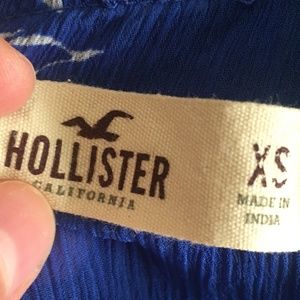 HOLLISTER
CALIFORNIA
XS
MADE IN
INDIA